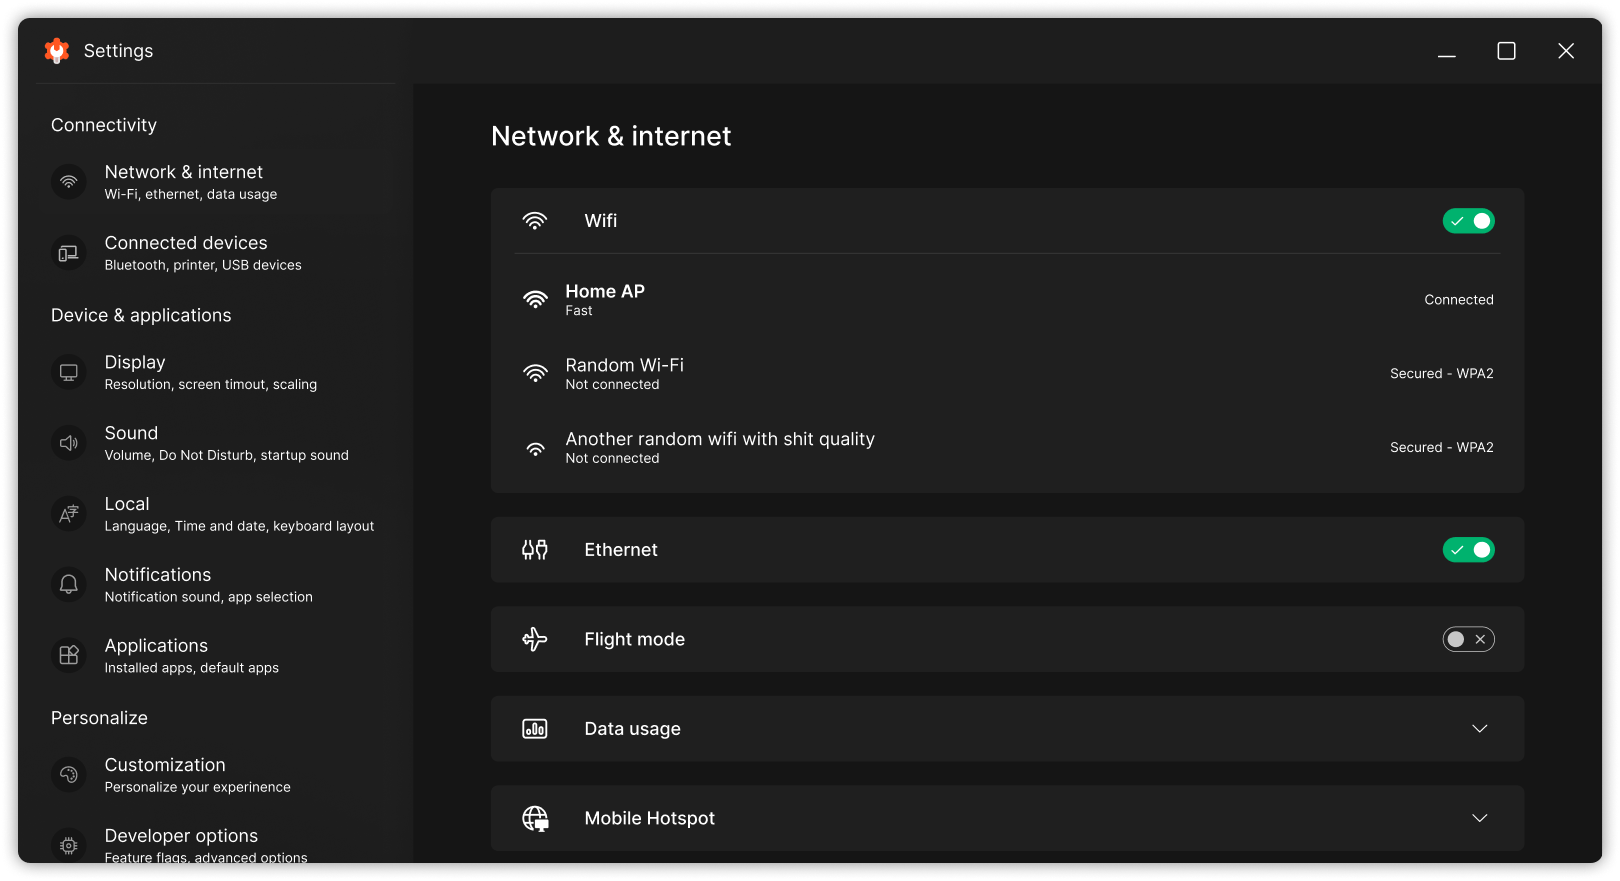 Settings
Connectivity
Network & internet
Wi-Fi, ethernet, data usage
Connected devices
Bluetooth, printer, USB devices
Device & applications
Display
Resolution, screen timout, scaling
Sound
Volume, Do Not Disturb, startup sound
Local
Language, Time and date, keyboard layout
Notifications
Notification sound, app selection
Applications
Installed apps, default apps
Personalize
Customization
Personalize your experinence
Developer options
Feature flags, advanced options
Network & internet
Wifi
Home AP
Fast
Connected
Random Wi-Fi
Not connected
Secured - WPA2
Another random wifi with shit quality
Not connected
Secured - WPA2
Ethernet
Flight mode
Data usage
Mobile Hotspot